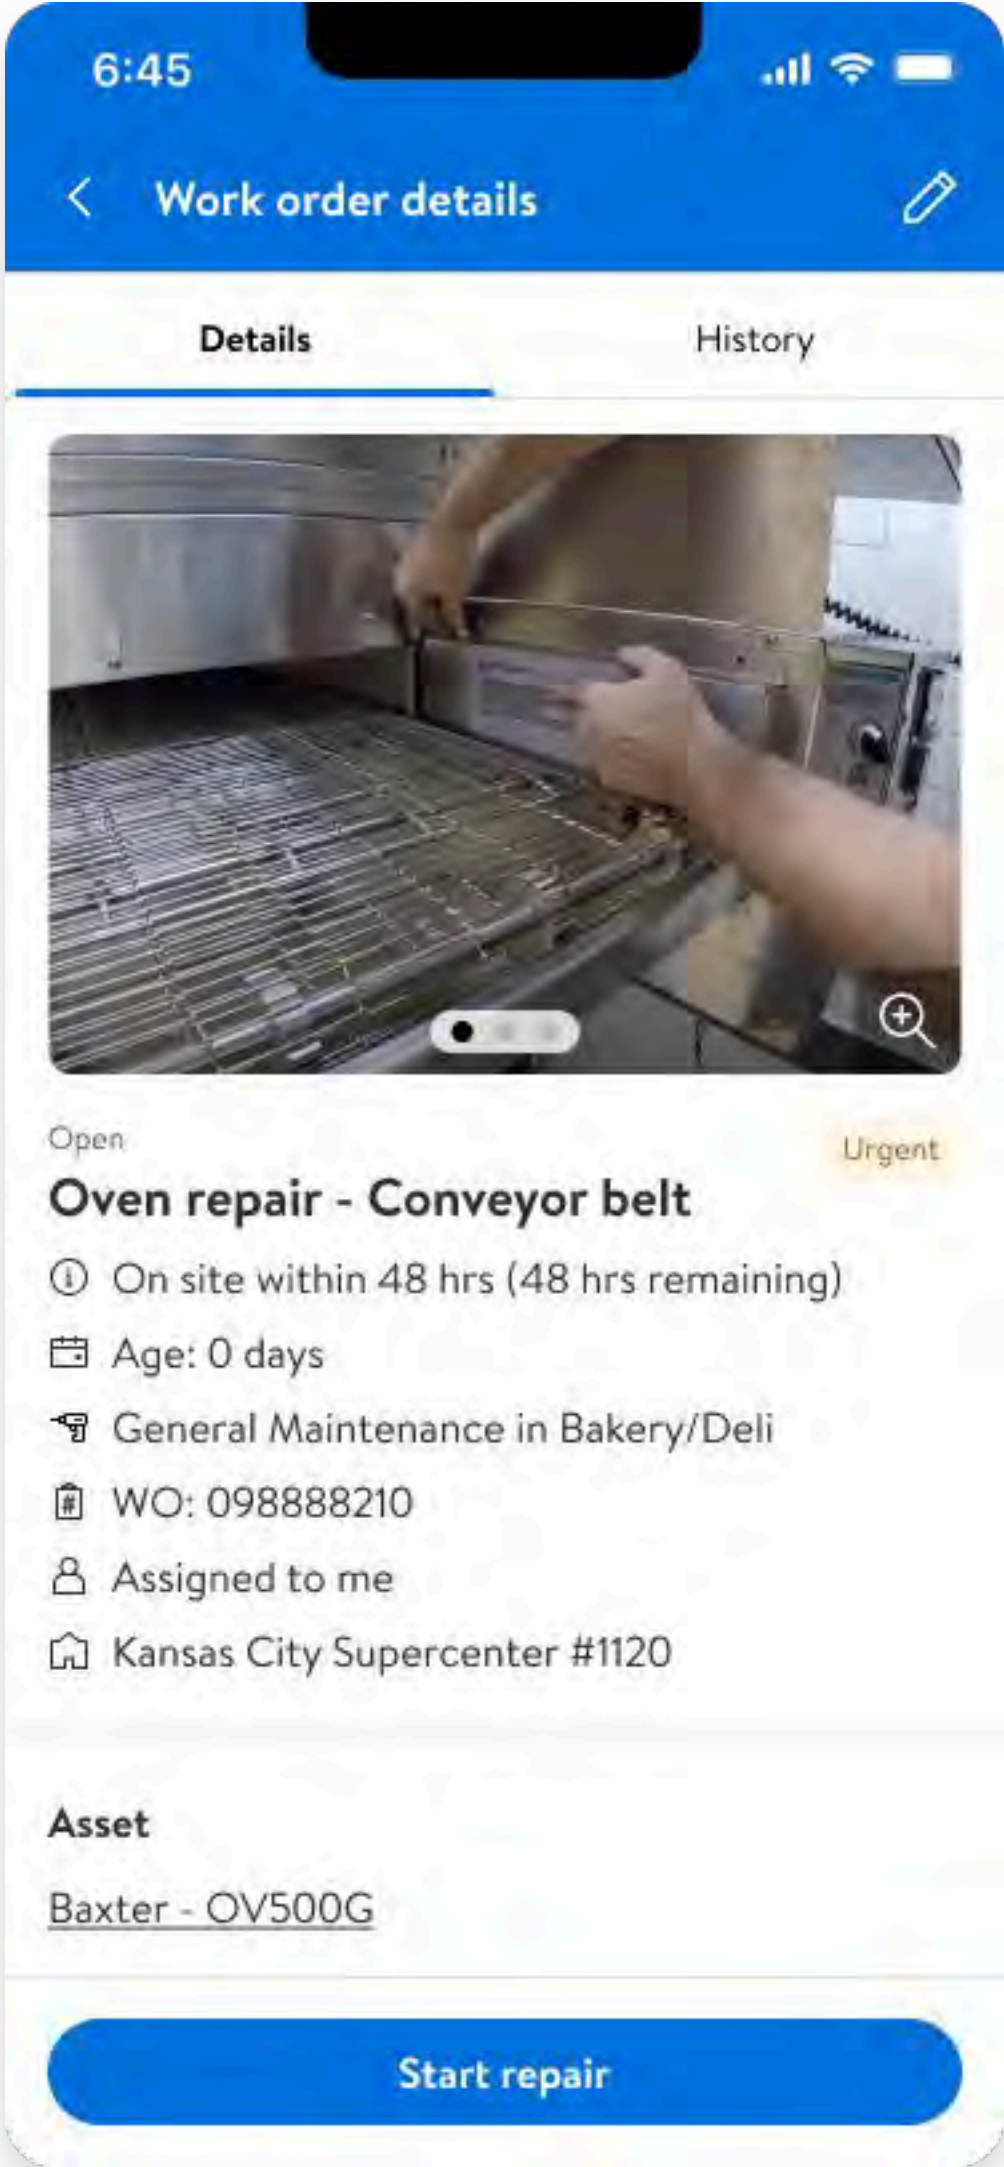 6:45
Work order details
Details
History
Open
Urgent
Oven repair - Conveyor belt
On site within 48 hrs (48 hrs remaining)
Age: 0 days
General Maintenance in Bakery/Deli
WO: 098888210
Assigned to me
Kansas City Supercenter #1120
Asset
Baxter - OV500G
Start repair